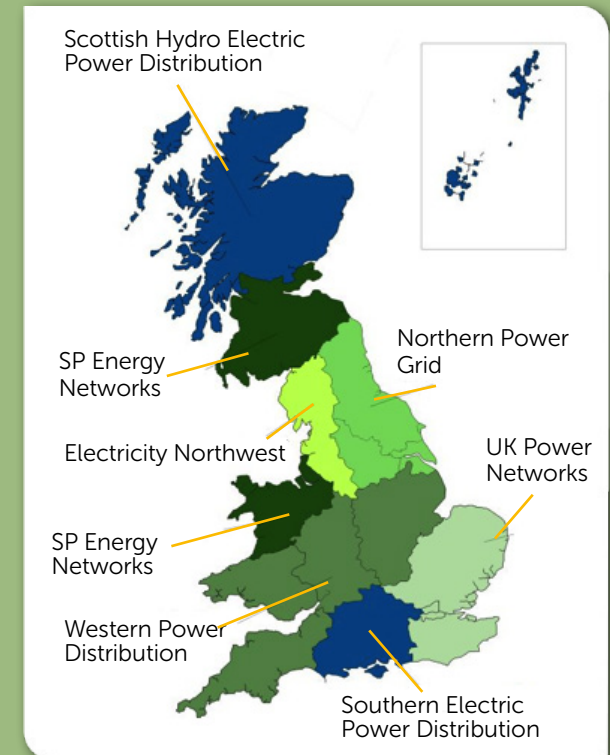 Scottish Hydro Electric
Power Distribution
SP Energy
Networks
Northern Power
Grid
Electricity Northwest
UK Power
Networks
SP Energy
Networks
Western Power
Distribution
Southern Electric
Power Distribution